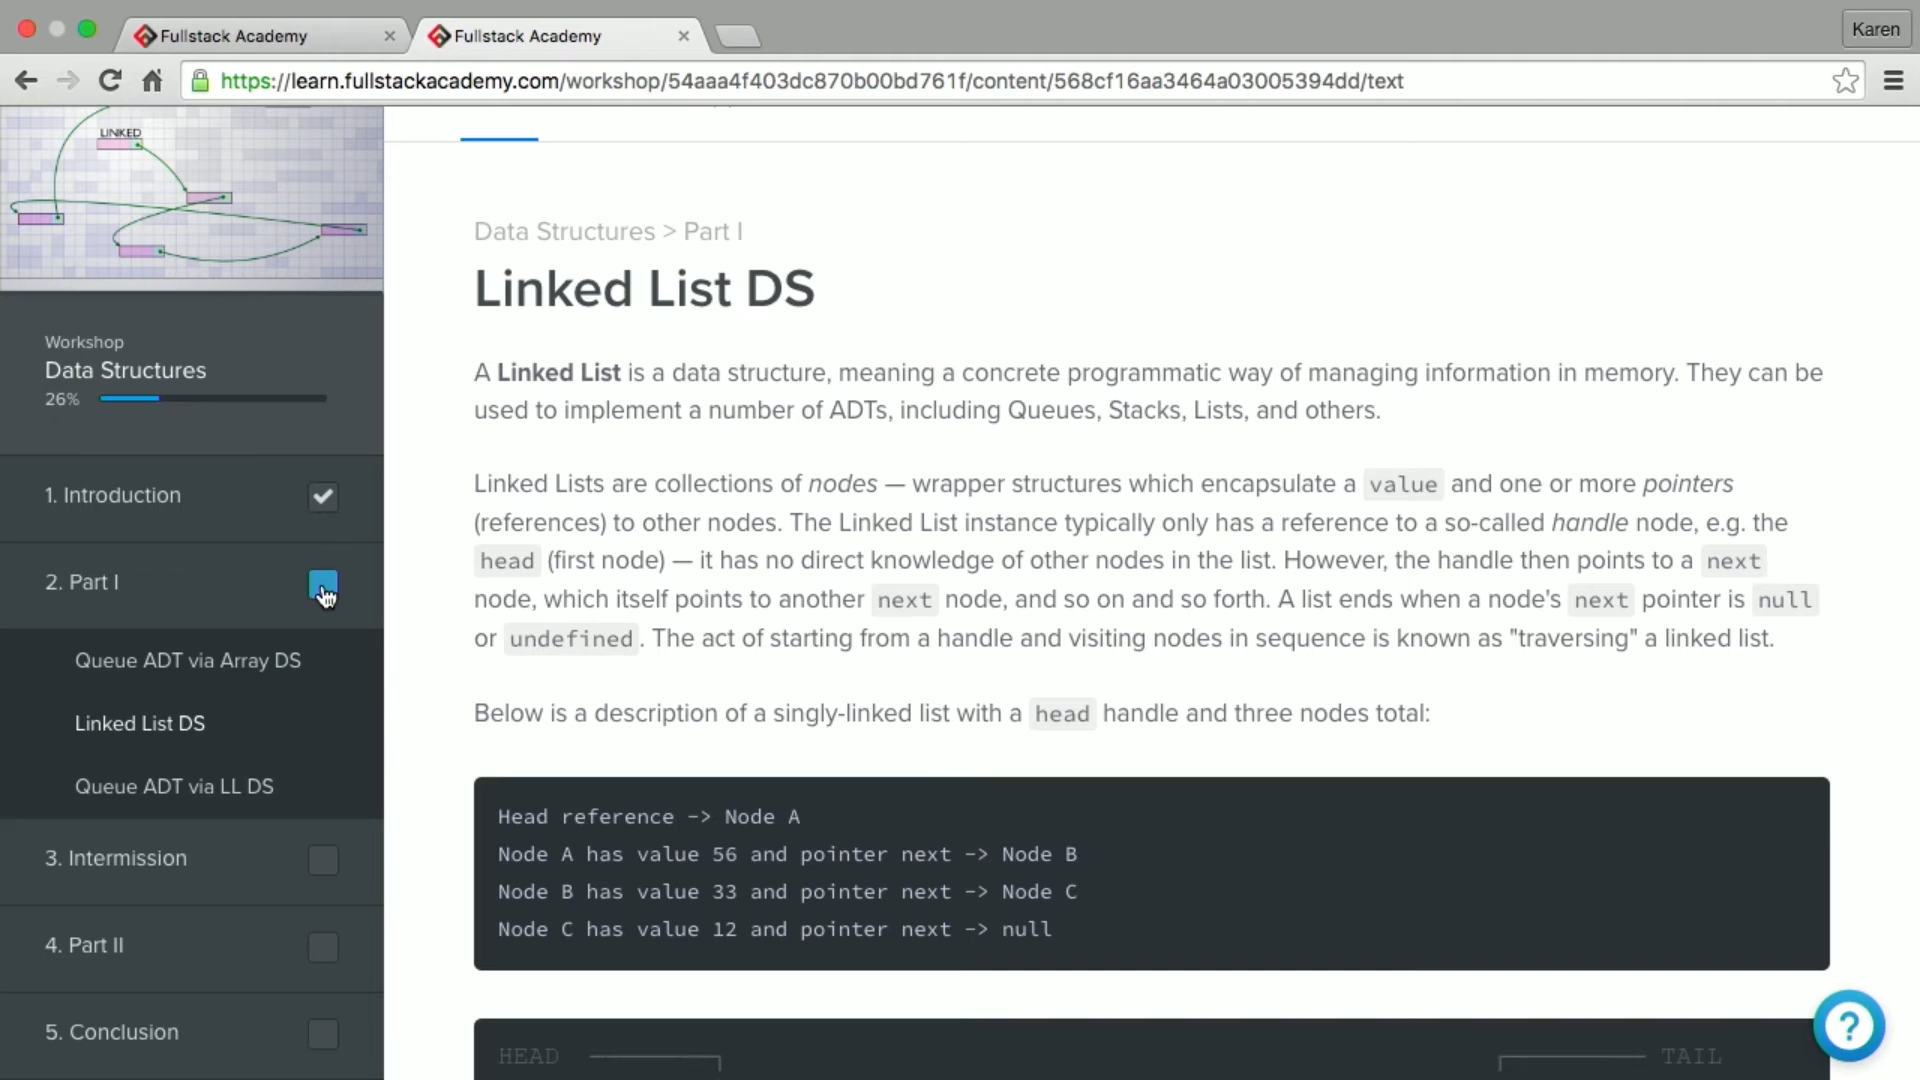 Fullstack Academy
Fullstack Academy
Karen
https://learn.fullstackacademy.com/workshop/54aaa4f403dc870b00bd761f/content/568cf16aa3464a03005394dd/text
LINKED
Workshop
Data Structures
26%
1. Introduction
2. Part I
Queue ADT via Array DS
Linked List DS
Queue ADT via LL DS
3. Intermission
4. Part II
5. Conclusion
Data Structures > Part I
Linked List DS
A Linked List is a data structure, meaning a concrete programmatic way of managing information in memory. They can be
used to implement a number of ADTs, including Queues, Stacks, Lists, and others.
Linked Lists are collections of nodes — wrapper structures which encapsulate a value and one or more pointers
(references) to other nodes. The Linked List instance typically only has a reference to a so-called handle node, e.g. the
head (first node) — it has no direct knowledge of other nodes in the list. However, the handle then points to a next
node, which itself points to another next node, and so on and so forth. A list ends when a node's next pointer is null
or undefined. The act of starting from a handle and visiting nodes in sequence is known as "traversing" a linked list.
Below is a description of a singly-linked list with a head handle and three nodes total:
Head reference -> Node A
Node A has value 56 and pointer next -> Node B
Node B has value 33 and pointer next -> Node C
Node C has value 12 and pointer next -> null
HEAD
TAIL
?